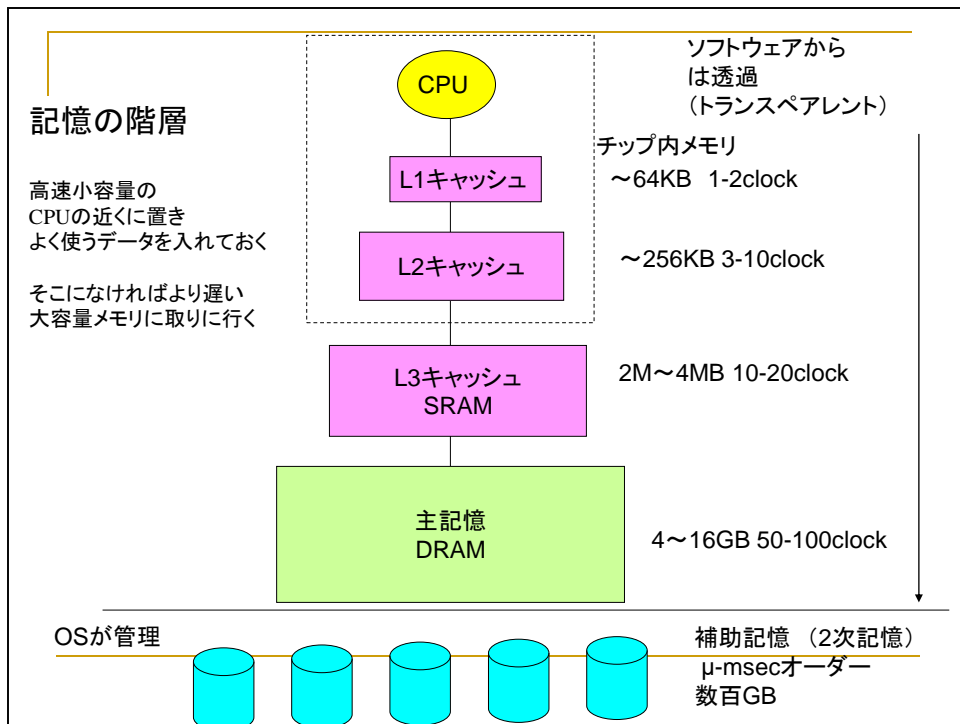 記憶の階層
高速小容量の
CPUの近くに置き
よく使うデータを入れておく
そこになければより遅い
大容量メモリに取りに行く
CPU
L1キャッシュ
L2キャッシュ
L3キャッシュ
SRAM
主記憶
DRAM
ソフトウェアから
は透過
（トランスペアレント）
チップ内メモリ
～64KB 1-2clock
～256KB 3-10clock
2M～4MB 10-20clock
4～16GB 50-100clock
OSが管理
補助記憶 （2次記憶）
μ-msecオーダー
数百GB